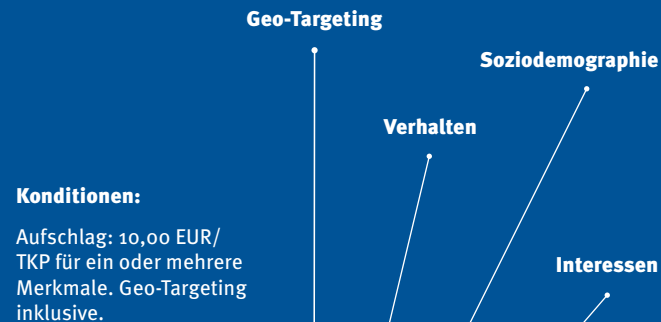 Geo-Targeting
Soziodemographie
Verhalten
Konditionen:
Aufschlag: 10,00 EUR/
TKP für ein oder mehrere
Merkmale. Geo-Targeting
inklusive.
Interessen